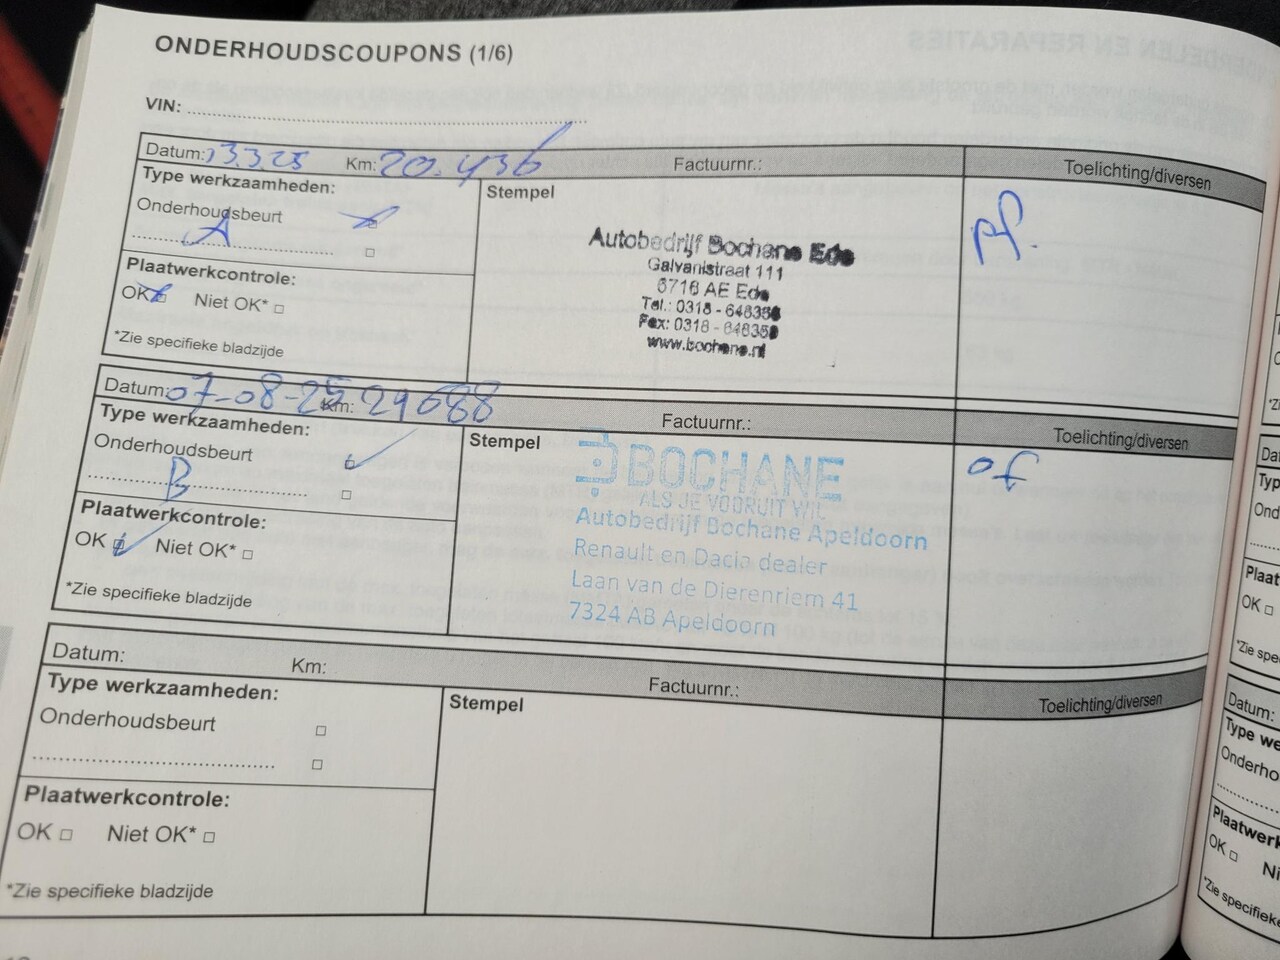 ONDERHOUDSCOUPONS (1/6)
VIN:
Datum: 13.3.25 Km: 20.436 Factuurnr.: Toelichting/diversen
Type werkzaamheden: Stempel
Onderhoudsbeurt
A
Plaatwerkcontrole:
OK Niet OK*
*Zie specifieke bladzijde
Autobedrijf Bochane Ede
Galvanistraat 111
6716 AE Ede
Tel.: 0318 -
Fax: 0318 -
www.bochane.nl
Datum: 07-08-25 Km: 29688 Factuurnr.: Toelichting/diversen
Type werkzaamheden: Stempel
Onderhoudsbeurt
B
Plaatwerkcontrole:
OK Niet OK*
*Zie specifieke bladzijde
BOCHANE
ALS JE VOORUIT WIL
Autobedrijf Bochane Apeldoorn
Renault en Dacia dealer
Laan van de Dierenriem 41
7324 AB Apeldoorn
of
Datum: Km: Factuurnr.: Toelichting/diversen
Type werkzaamheden: Stempel
Onderhoudsbeurt
Plaatwerkcontrole:
OK Niet OK*
*Zie specifieke bladzijde